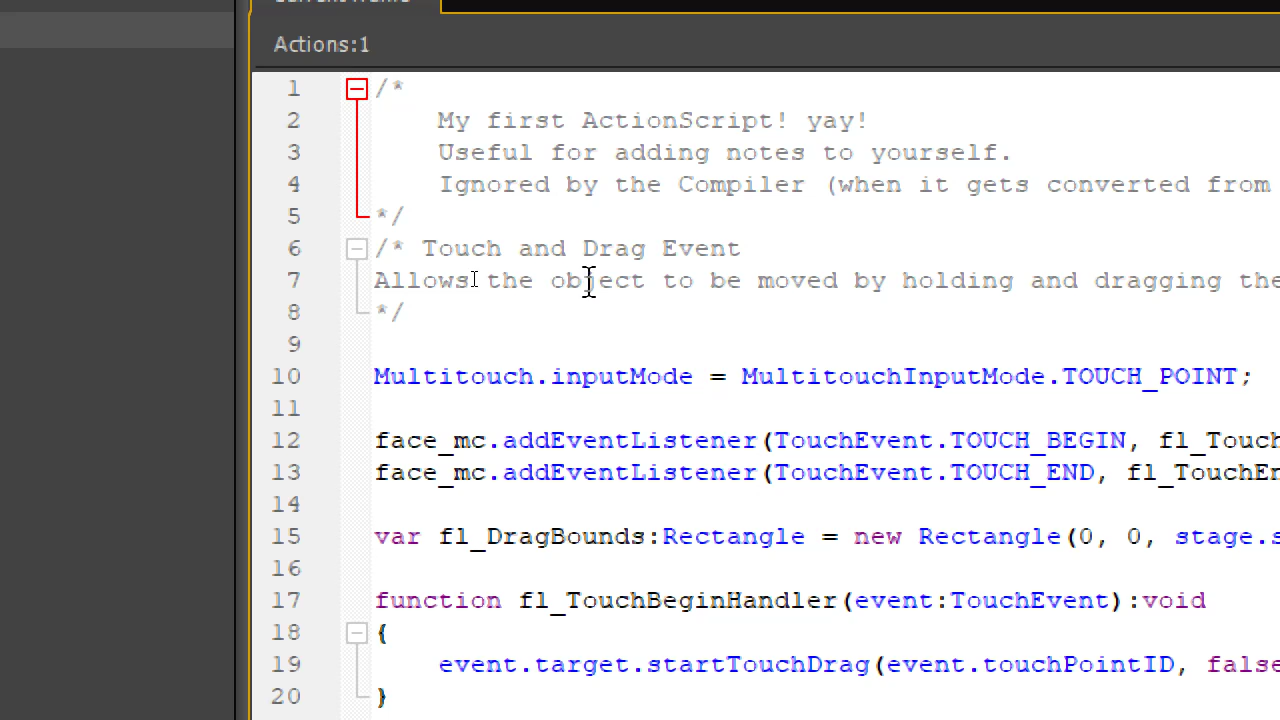 Actions:1
1 /*
2 My first ActionScript! yay!
3 Useful for adding notes to yourself.
4 Ignored by the Compiler (when it gets converted from
5 */
6 /* Touch and Drag Event
7 Allows the object to be moved by holding and dragging the
8 */
9
10 Multitouch.inputMode = MultitouchInputMode.TOUCH_POINT;
11
12 face_mc.addEventListener(TouchEvent.TOUCH_BEGIN, fl_Touch
13 face_mc.addEventListener(TouchEvent.TOUCH_END, fl_TouchEn
14
15 var fl_DragBounds:Rectangle = new Rectangle(0, 0, stage.s
16
17 function fl_TouchBeginHandler(event:TouchEvent):void
18 {
19 event.target.startTouchDrag(event.touchPointID, false
20 }